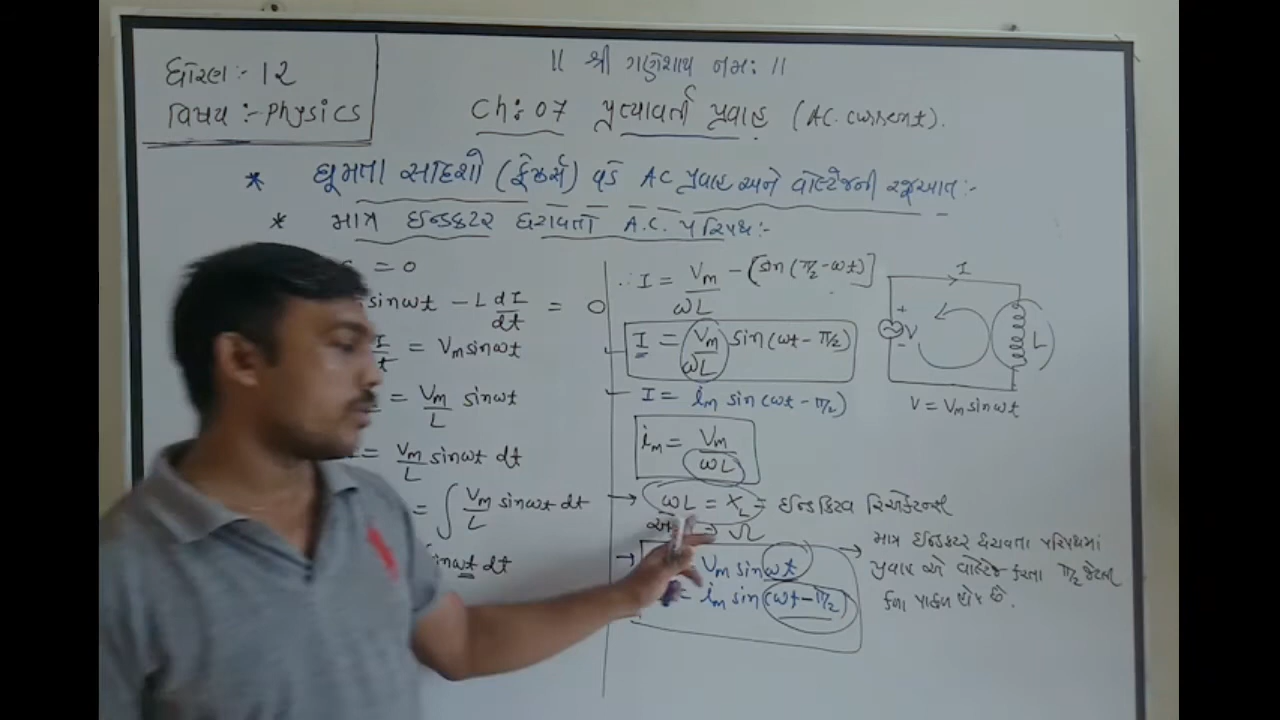 ધોરણ :- 12
વિષય :- Physics
|| શ્રી ગણેશાય નમઃ ||
Ch: 07 પ્રત્યાવર્તી પ્રવાહ (A.C. current).
* ઘૂમતા સદિશો (ફેઝર્સ) વડે AC પ્રવાહ અને વોલ્ટેજની રજૂઆત :-
* માત્ર ઈન્ડક્ટર ધરાવતા A.C. પરિપથ :-
= 0
sinωt - L dI/dt = 0
= Vm sinωt
= Vm/L sinωt
= Vm/L sinωt dt
= ∫ Vm/L sinωt dt
sinωt dt
∴ I = Vm/ωL - [sin(π/2 - ωt)]
I = Vm/ωL sin(ωt - π/2)
I = im sin(ωt - π/2)
im = Vm/ωL
→ ωL = XL = ઈન્ડક્ટિવ રિએક્ટન્સ
→ Ω
→ Vm sinωt
= im sin(ωt - π/2)
I
+
V
-
L
V = Vm sinωt
→ માત્ર ઈન્ડક્ટર ધરાવતા પરિપથમાં
પ્રવાહ એ વોલ્ટેજ કરતા π/2 જેટલો
કળા પાછળ હોય છે.